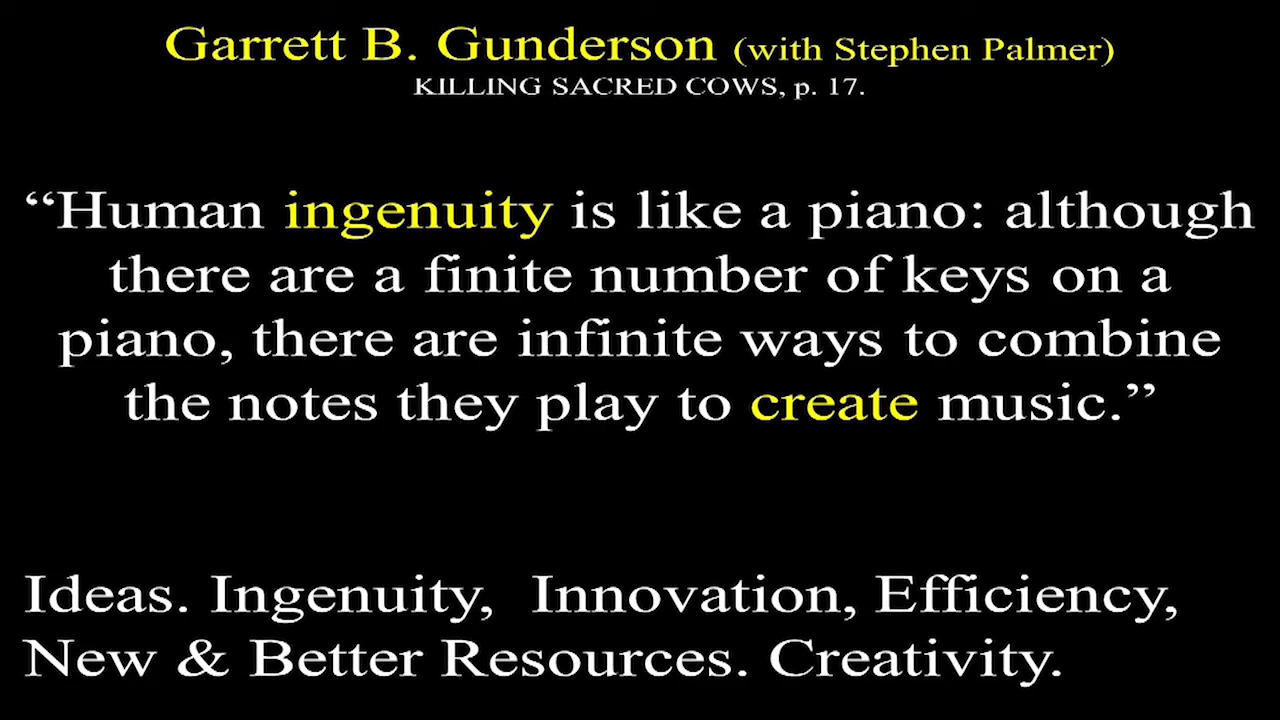 Garrett B. Gunderson (with Stephen Palmer)
KILLING SACRED COWS, p. 17.
“Human ingenuity is like a piano: although
there are a finite number of keys on a
piano, there are infinite ways to combine
the notes they play to create music.”
Ideas. Ingenuity,  Innovation, Efficiency,
New & Better Resources. Creativity.